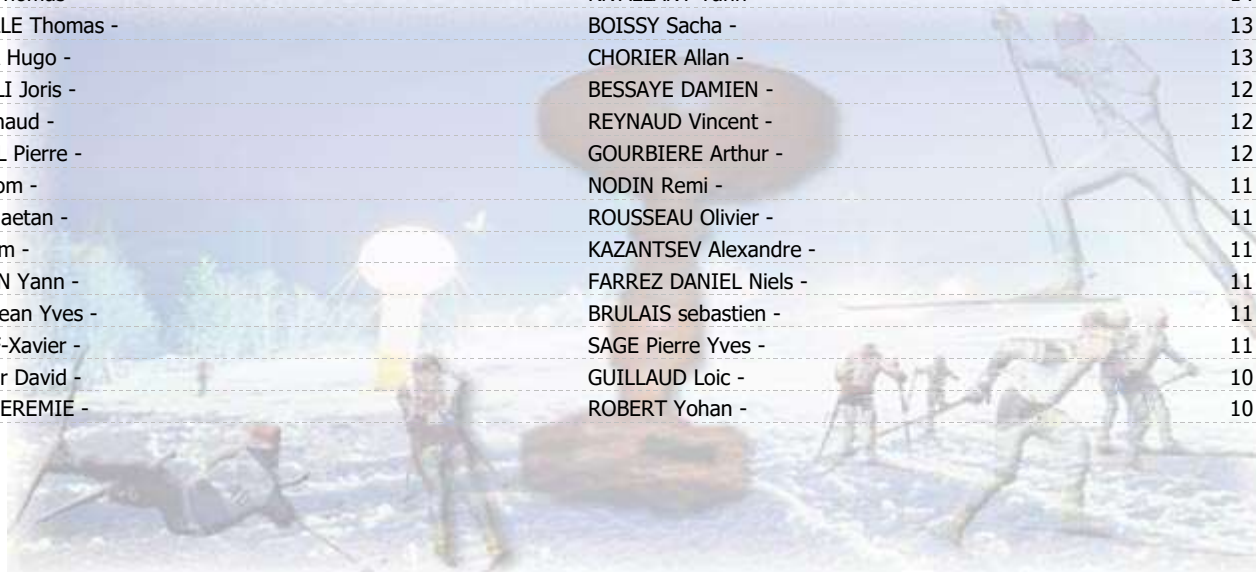 LE Thomas -
Hugo -
LI Joris -
naud -
L Pierre -
om -
aetan -
m -
N Yann -
ean Yves -
-Xavier -
r David -
EREMIE -
BOISSY Sacha - 13
CHORIER Allan - 13
BESSAYE DAMIEN - 12
REYNAUD Vincent - 12
GOURBIERE Arthur - 12
NODIN Remi - 11
ROUSSEAU Olivier - 11
KAZANTSEV Alexandre - 11
FARREZ DANIEL Niels - 11
BRULAIS sebastien - 11
SAGE Pierre Yves - 11
GUILLAUD Loic - 10
ROBERT Yohan - 10